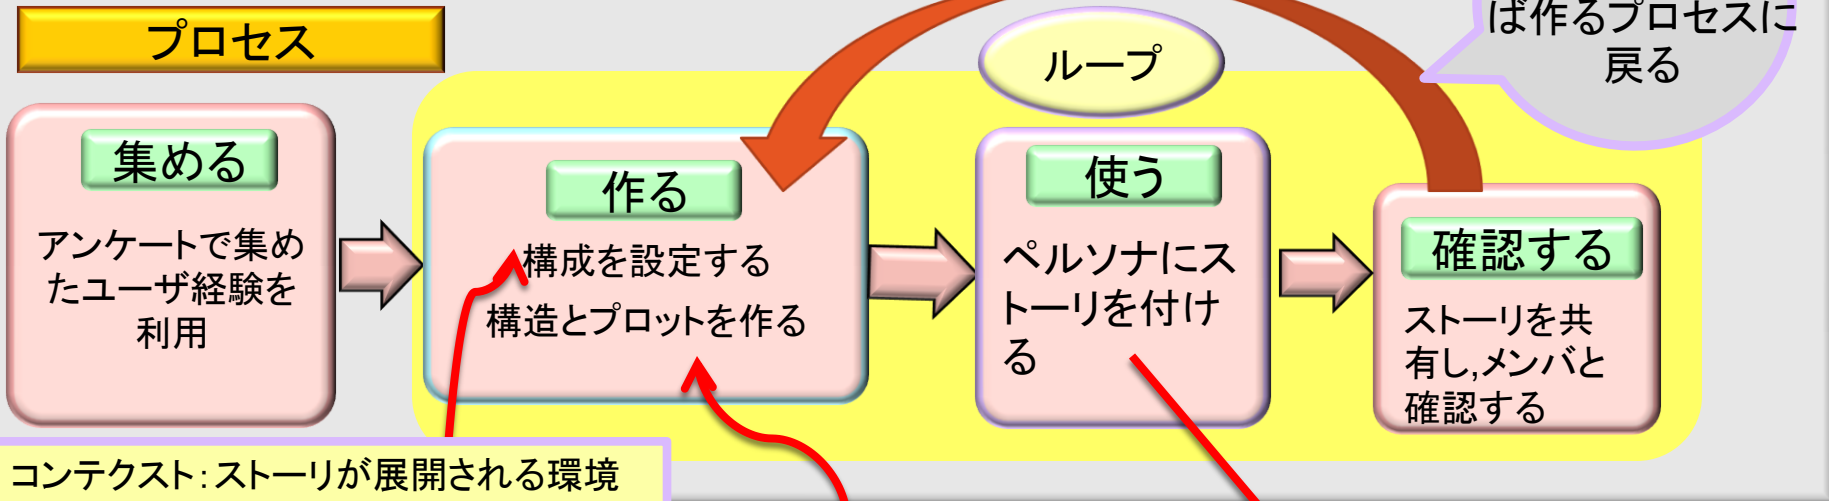 プロセス
ループ
ば作るプロセスに
戻る
集める
アンケートで集め
たユーザ経験を
利用
作る
構成を設定する
構造とプロットを作る
使う
ペルソナにス
トーリを付け
る
確認する
ストーリを共
有し,メンバと
確認する
コンテクスト：ストーリが展開される環境